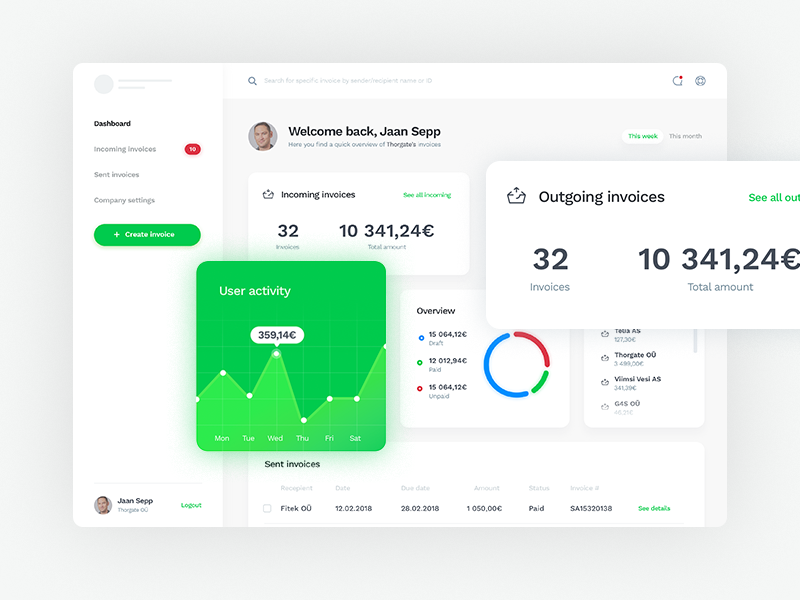 Search for specific invoice by sender/recipient name or ID
Dashboard
Incoming invoices 10
Sent invoices
Company settings
+ Create invoice
Welcome back, Jaan Sepp
Here you find a quick overview of Thorgate's invoices
This week This month
Incoming invoices See all incoming
32 10 341,24€
Invoices Total amount
Outgoing invoices See all out
32 10 341,24€
Invoices Total amount
User activity
359,14€
Mon Tue Wed Thu Fri Sat
Overview
15 064,12€
Draft
12 012,94€
Paid
15 064,12€
Unpaid
Telia AS
127,30€
Thorgate OÜ
3 499,00€
Viimsi Vesi AS
311,24€
G4S OÜ
46,21€
Sent invoices
Recepient Date Due date Amount Status Invoice #
Fitek OÜ 12.02.2018 28.02.2018 1 050,00€ Paid SA15320138 See details
Jaan Sepp
Thorgate OÜ
Logout